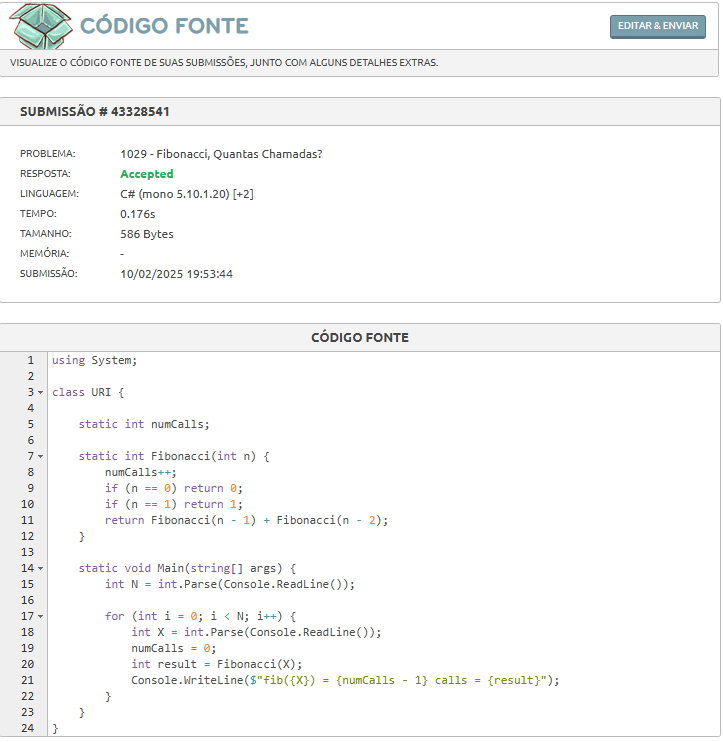 CÓDIGO FONTE
EDITAR & ENVIAR
VISUALIZE O CÓDIGO FONTE DE SUAS SUBMISSÕES, JUNTO COM ALGUNS DETALHES EXTRAS.
SUBMISSÃO # 43328541
PROBLEMA: 1029 - Fibonacci, Quantas Chamadas?
RESPOSTA: Accepted
LINGUAGEM: C# (mono 5.10.1.20) [+2]
TEMPO: 0.176s
TAMANHO: 586 Bytes
MEMÓRIA: -
SUBMISSÃO: 10/02/2025 19:53:44
CÓDIGO FONTE
1 using System;
2
3 class URI {
4
5     static int numCalls;
6
7     static int Fibonacci(int n) {
8         numCalls++;
9         if (n == 0) return 0;
10         if (n == 1) return 1;
11         return Fibonacci(n - 1) + Fibonacci(n - 2);
12     }
13
14     static void Main(string[] args) {
15         int N = int.Parse(Console.ReadLine());
16
17         for (int i = 0; i < N; i++) {
18             int X = int.Parse(Console.ReadLine());
19             numCalls = 0;
20             int result = Fibonacci(X);
21             Console.WriteLine($"fib({X}) = {numCalls - 1} calls = {result}");
22         }
23     }
24 }